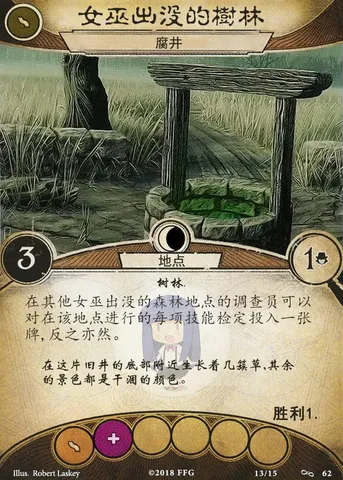 女巫出没的樹林
腐井
3
1
地点
树林.
在其他女巫出没的森林地点的调查员可以
对在该地点进行的每项技能检定投入一张
牌,反之亦然。
在这片旧井的底部附近生长着几簇草,其余
的景色都是干涸的颜色。
胜利1.
Illus. Robert Laskey
©2018 FFG
13/15
62